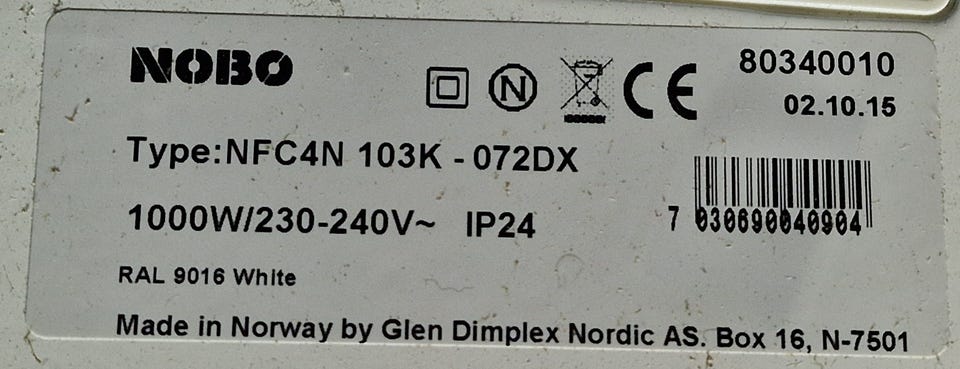 NOBO
N
CE
80340010
02.10.15
Type:NFC4N 103K - 072DX
1000W/230-240V~ IP24
7 030690040904
RAL 9016 White
Made in Norway by Glen Dimplex Nordic AS. Box 16, N-7501